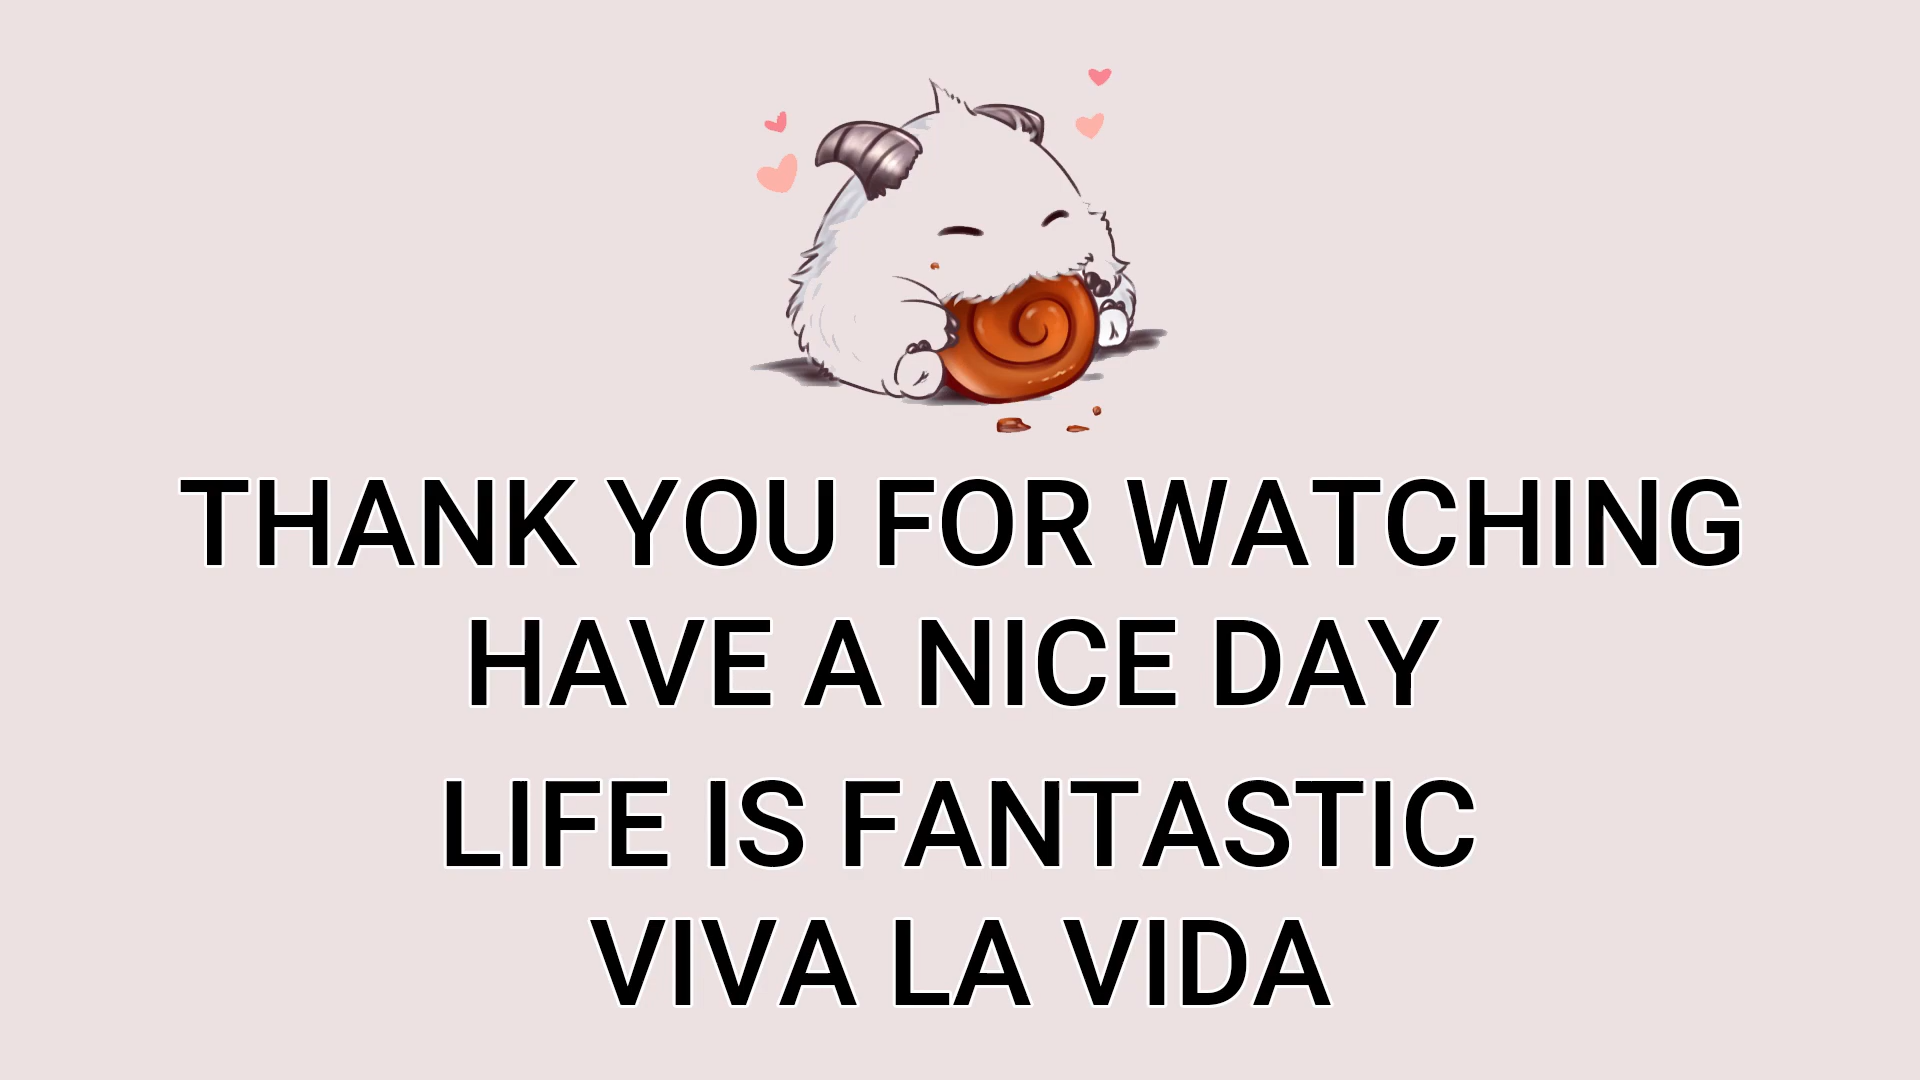 THANK YOU FOR WATCHING
HAVE A NICE DAY
LIFE IS FANTASTIC
VIVA LA VIDA